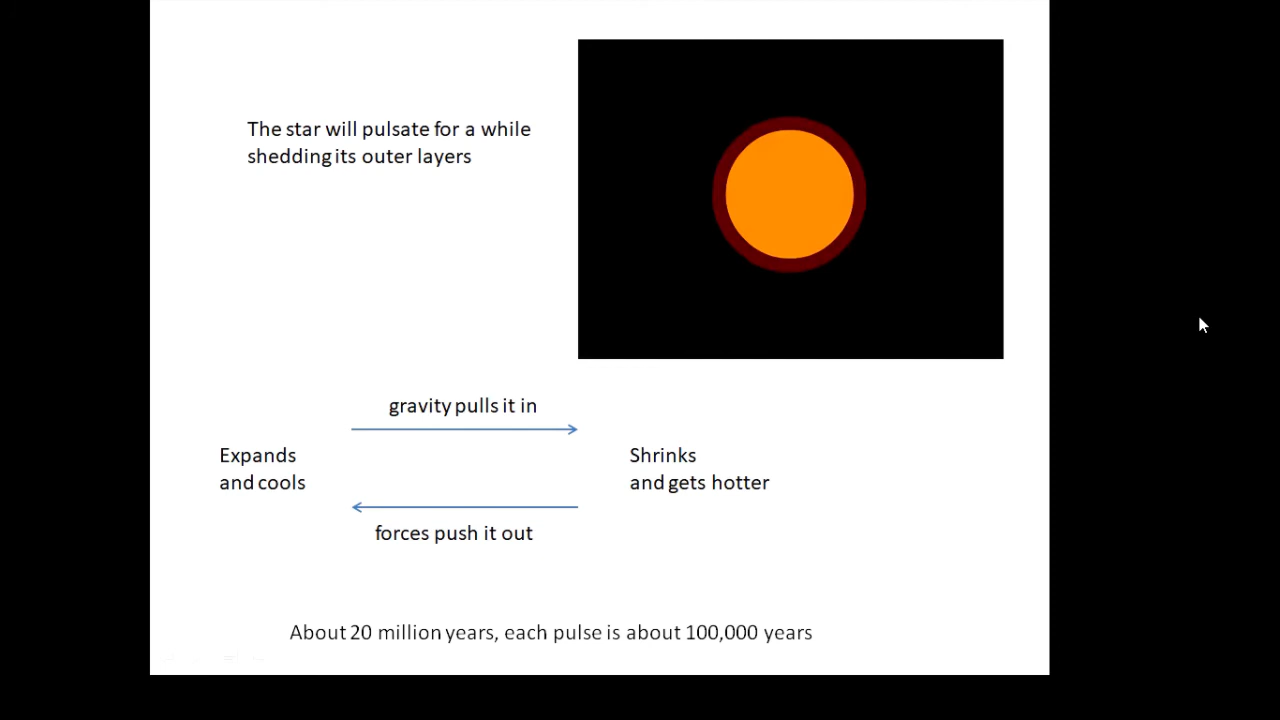 The star will pulsate for a while
shedding its outer layers
gravity pulls it in
Expands
and cools
Shrinks
and gets hotter
forces push it out
About 20 million years, each pulse is about 100,000 years